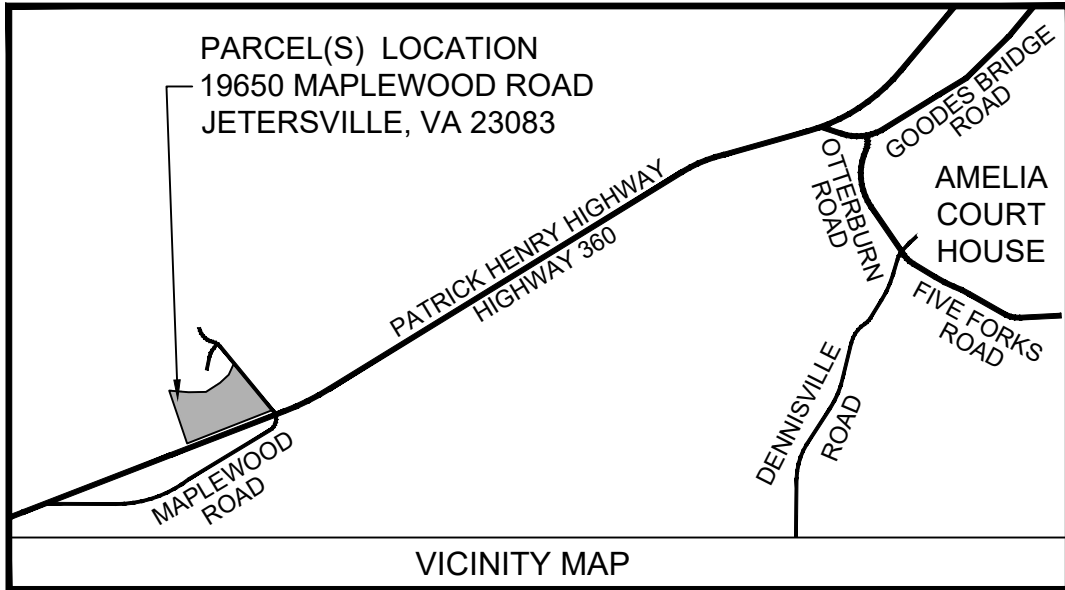 PARCEL(S) LOCATION
19650 MAPLEWOOD ROAD
JETERSVILLE, VA 23083
GOODES BRIDGE
ROAD
OTTERBURN
ROAD
AMELIA
COURT
HOUSE
PATRICK HENRY HIGHWAY
HIGHWAY 360
FIVE FORKS
ROAD
DENNISVILLE
ROAD
MAPLEWOOD
ROAD
VICINITY MAP